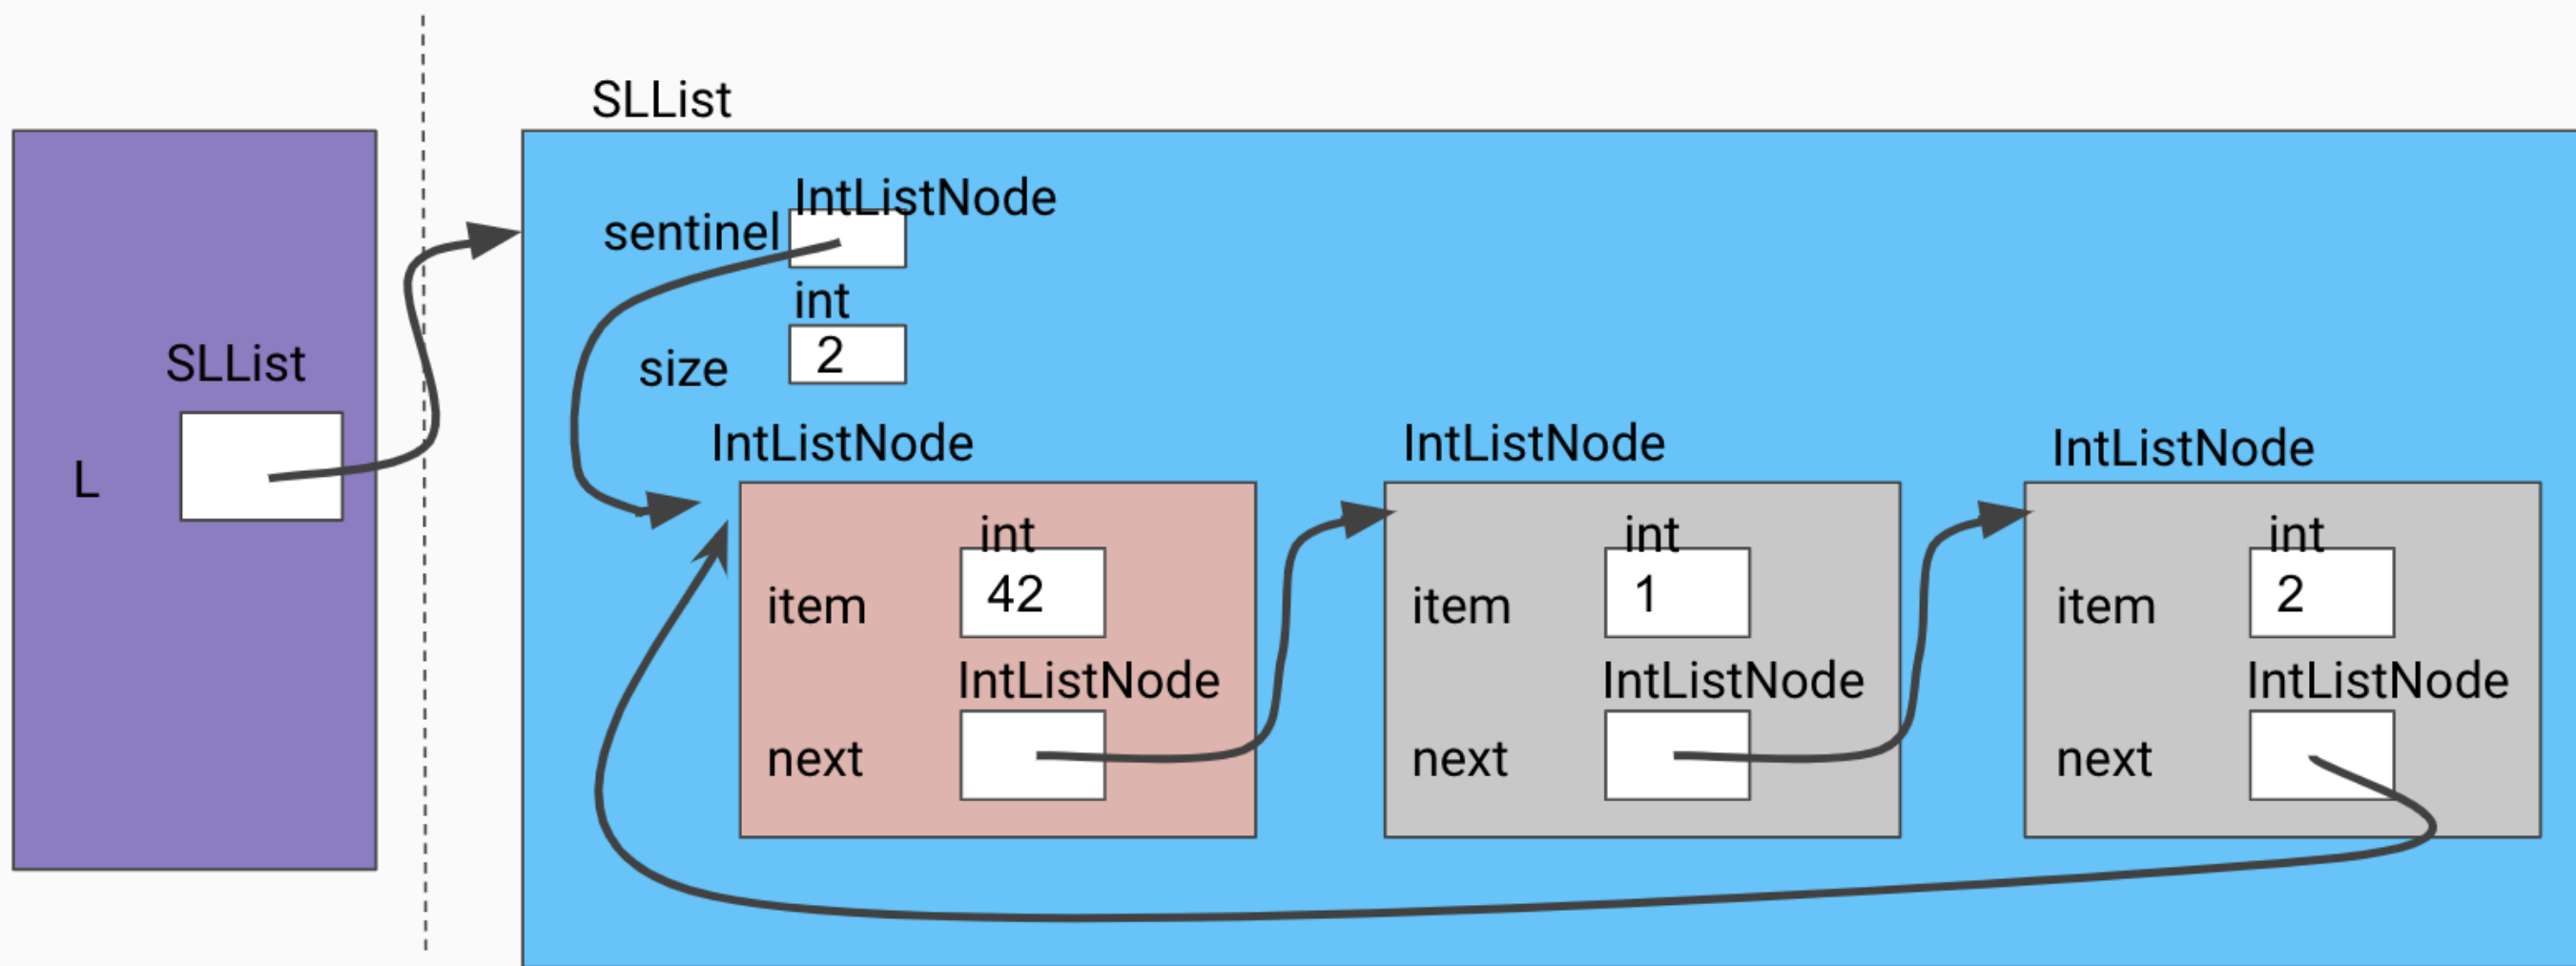 SLList
SLList
L
IntListNode
sentinel
int
size
2
IntListNode
int
item
42
IntListNode
next
IntListNode
int
item
1
IntListNode
next
IntListNode
int
item
2
IntListNode
next